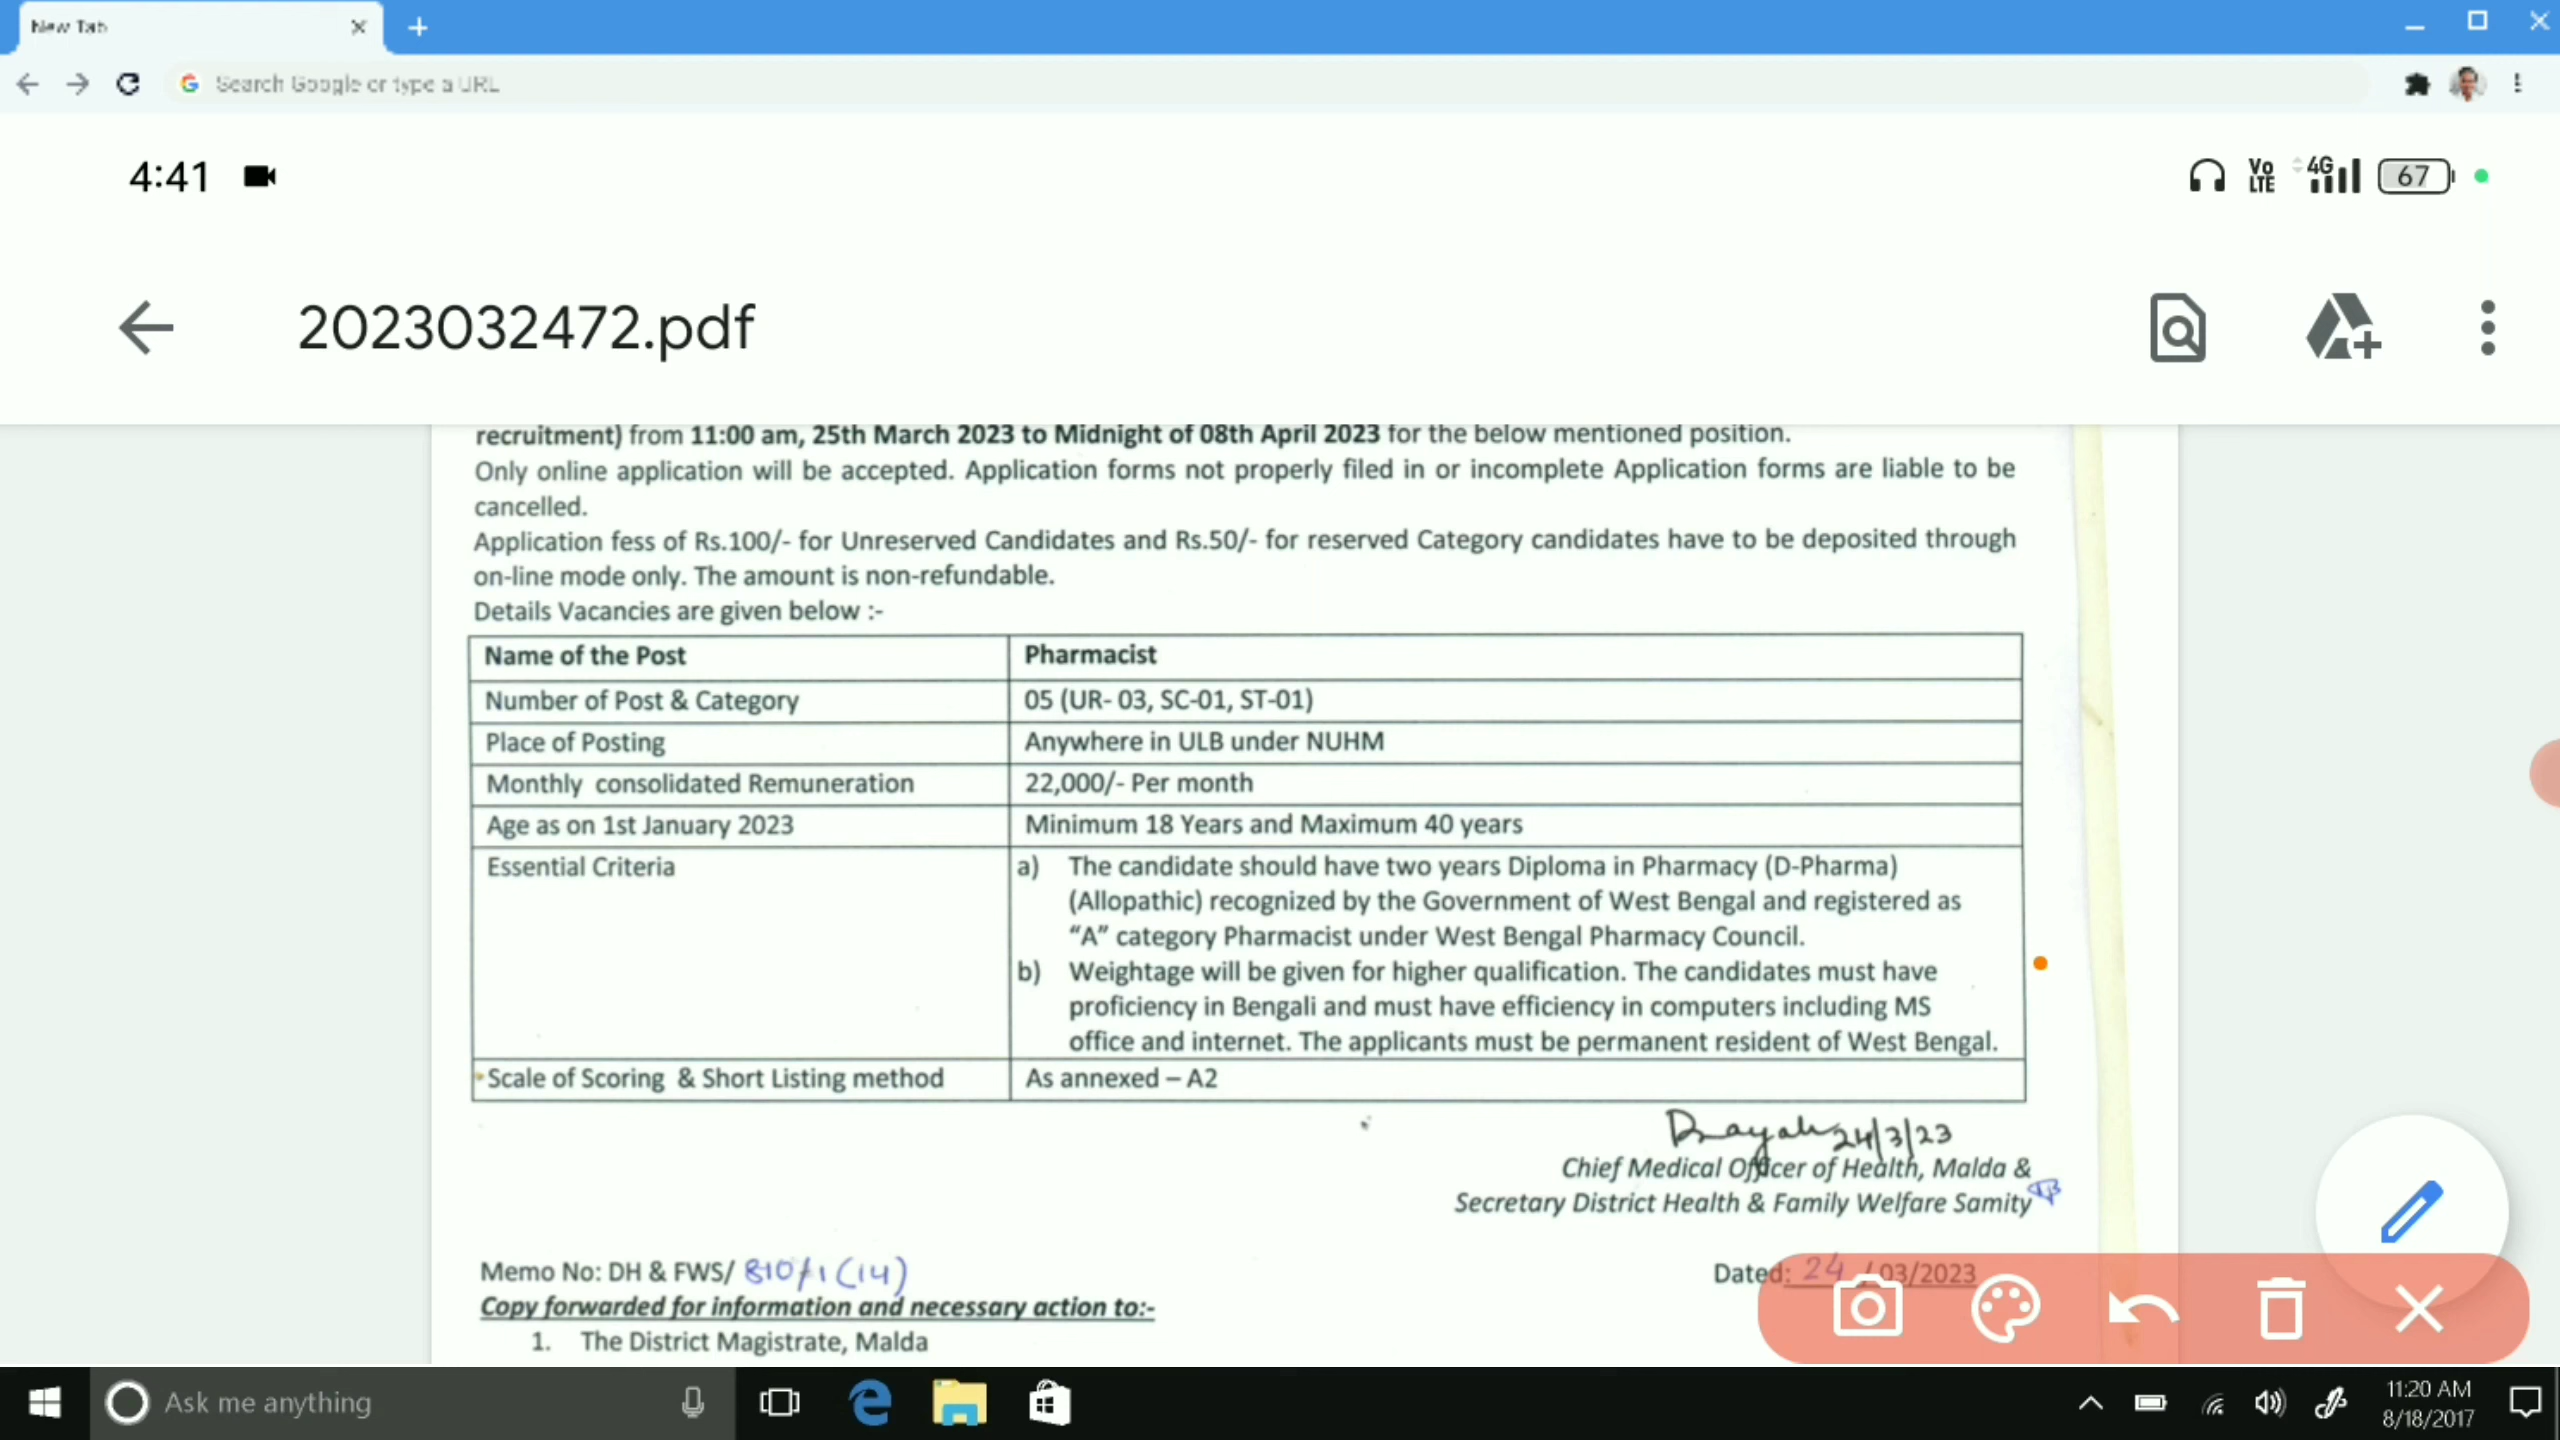 New Tab
Search Google or type a URL
4:41
Vo LTE 4G 67
2023032472.pdf
recruitment) from 11:00 am, 25th March 2023 to Midnight of 08th April 2023 for the below mentioned position.
Only online application will be accepted. Application forms not properly filed in or incomplete Application forms are liable to be
cancelled.
Application fess of Rs.100/- for Unreserved Candidates and Rs.50/- for reserved Category candidates have to be deposited through
on-line mode only. The amount is non-refundable.
Details Vacancies are given below :-
Name of the Post Pharmacist
Number of Post & Category 05 (UR- 03, SC-01, ST-01)
Place of Posting Anywhere in ULB under NUHM
Monthly consolidated Remuneration 22,000/- Per month
Age as on 1st January 2023 Minimum 18 Years and Maximum 40 years
Essential Criteria a) The candidate should have two years Diploma in Pharmacy (D-Pharma)
(Allopathic) recognized by the Government of West Bengal and registered as
“A” category Pharmacist under West Bengal Pharmacy Council.
b) Weightage will be given for higher qualification. The candidates must have
proficiency in Bengali and must have efficiency in computers including MS
office and internet. The applicants must be permanent resident of West Bengal.
Scale of Scoring & Short Listing method As annexed – A2
24/3/23
Chief Medical Officer of Health, Malda &
Secretary District Health & Family Welfare Samity
Memo No: DH & FWS/ 810/1(14) Dated: 24 /03/2023
Copy forwarded for information and necessary action to:-
1. The District Magistrate, Malda
Ask me anything
11:20 AM
8/18/2017